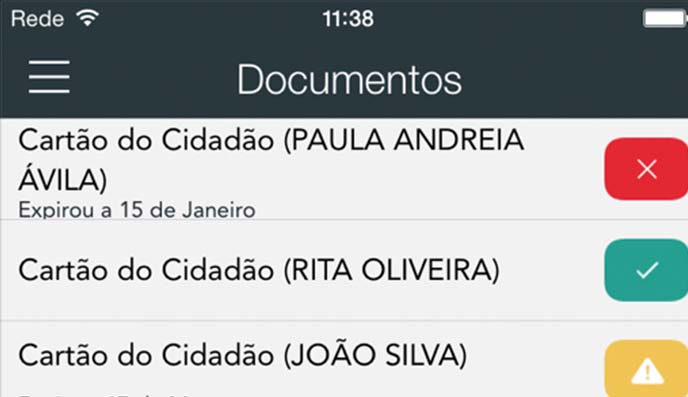 Rede
11:38
Documentos
Cartão do Cidadão (PAULA ANDREIA
ÁVILA)
Expirou a 15 de Janeiro
Cartão do Cidadão (RITA OLIVEIRA)
Cartão do Cidadão (JOÃO SILVA)